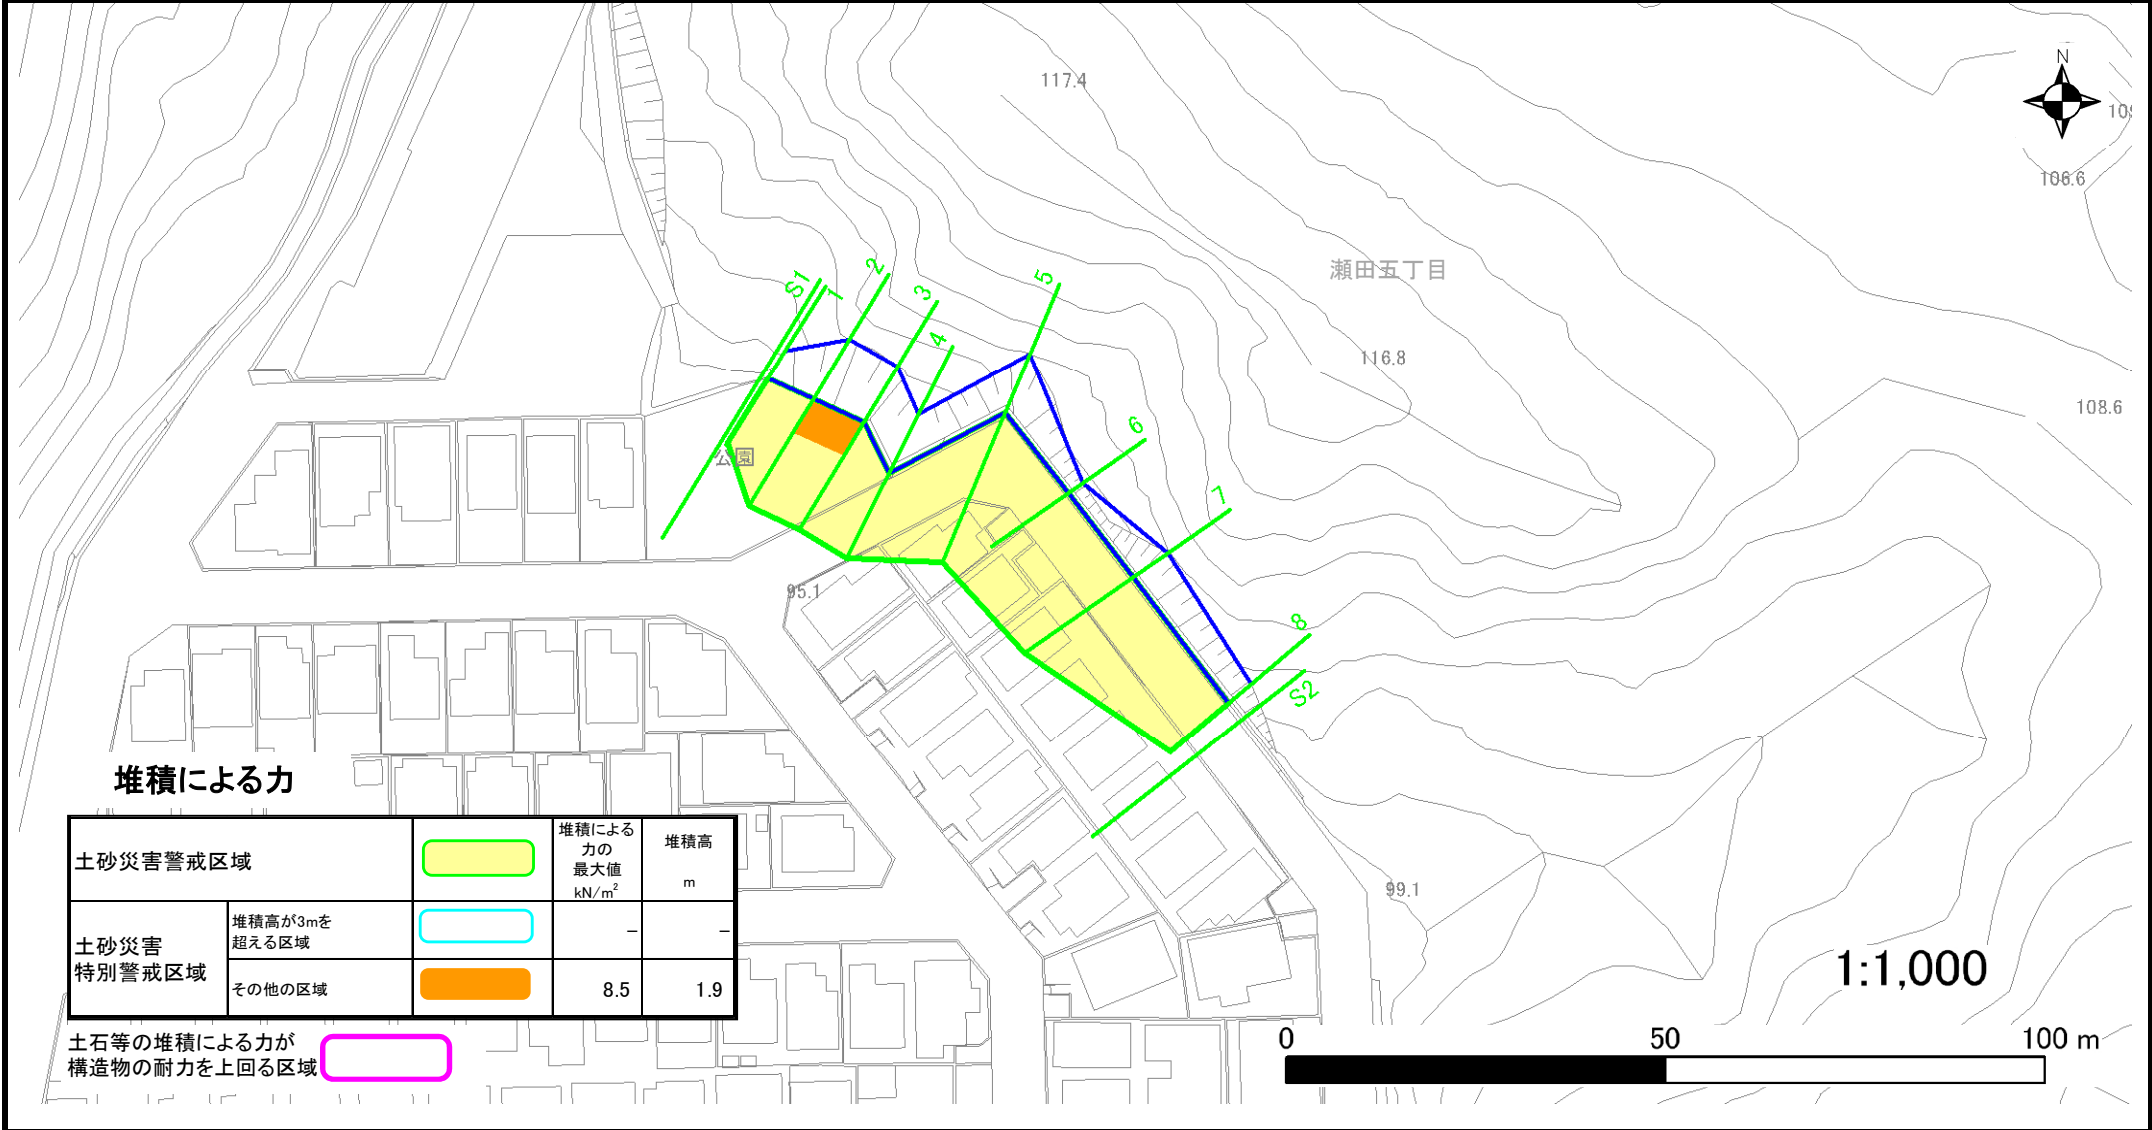 117.4
N
106.6
瀬田五丁目
S1
1
2
3
4
5
116.8
108.6
6
公園
7
95.1
8
S2
堆積による力
土砂災害警戒区域
堆積による
力の
最大値
kN/m²
堆積高
m
土砂災害
特別警戒区域
堆積高が3mを
超える区域
–
–
その他の区域
8.5
1.9
土石等の堆積による力が
構造物の耐力を上回る区域
99.1
1:1,000
0 50 100 m